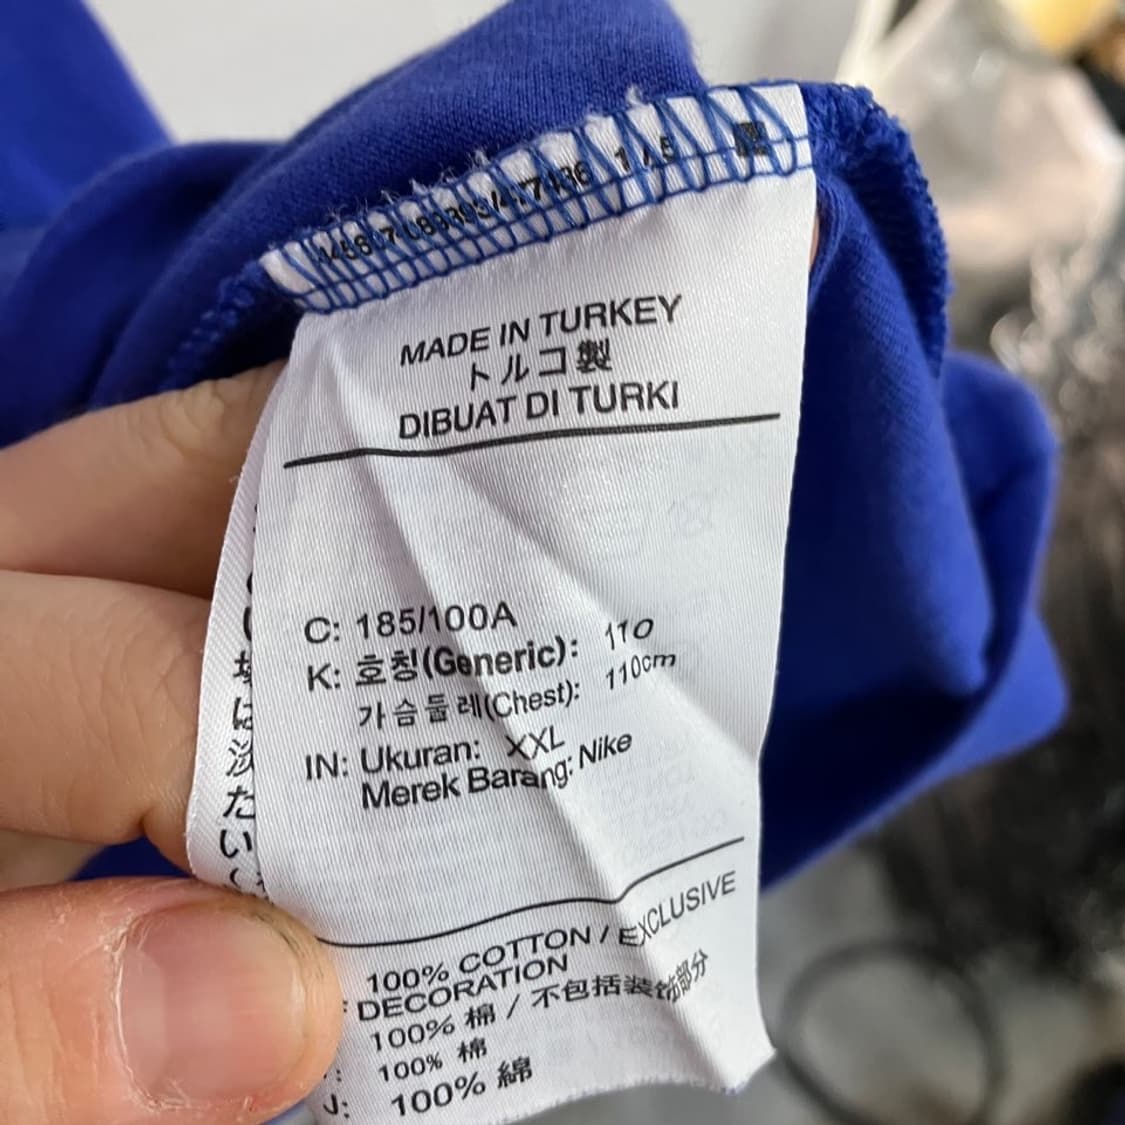 MADE IN TURKEY
トルコ製
DIBUAT DI TURKI
C: 185/100A
K: 호칭(Generic): 110
가슴둘레(Chest): 110cm
IN: Ukuran: XXL
Merek Barang: Nike
100% COTTON / EXCLUSIVE
DECORATION
100% 棉 / 不包括装饰部分
100% 棉
J: 100% 綿